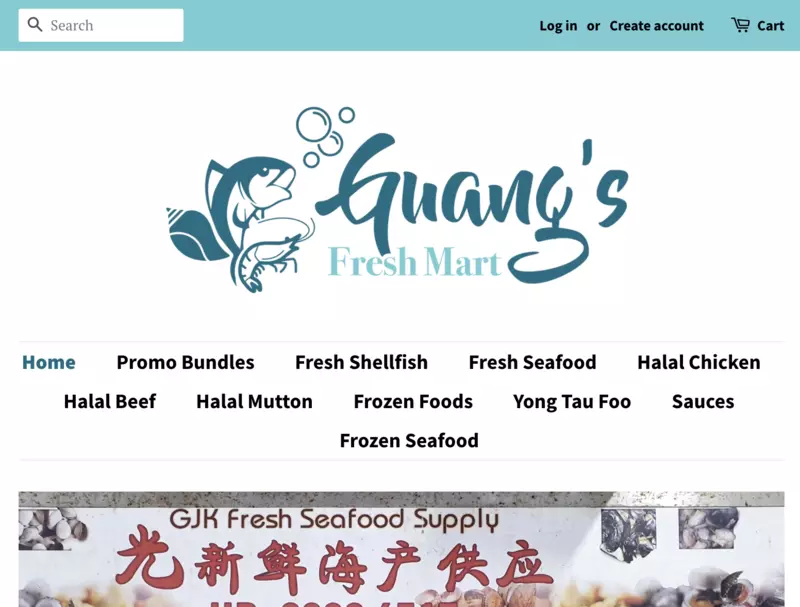 Search
Log in or Create account Cart
Guang's
Fresh Mart
Home Promo Bundles Fresh Shellfish Fresh Seafood Halal Chicken
Halal Beef Halal Mutton Frozen Foods Yong Tau Foo Sauces
Frozen Seafood
GJK Fresh Seafood Supply
光新鲜海产供应